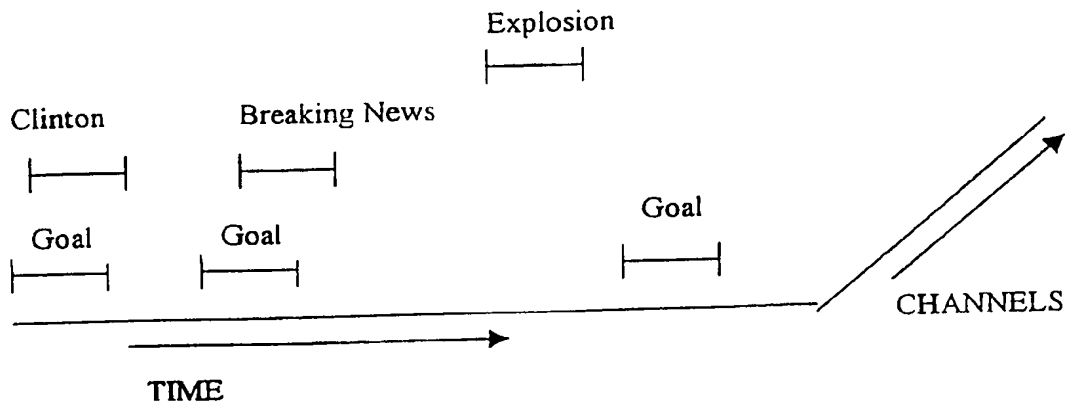 Explosion
Clinton
Breaking News
Goal
Goal
Goal
CHANNELS
TIME